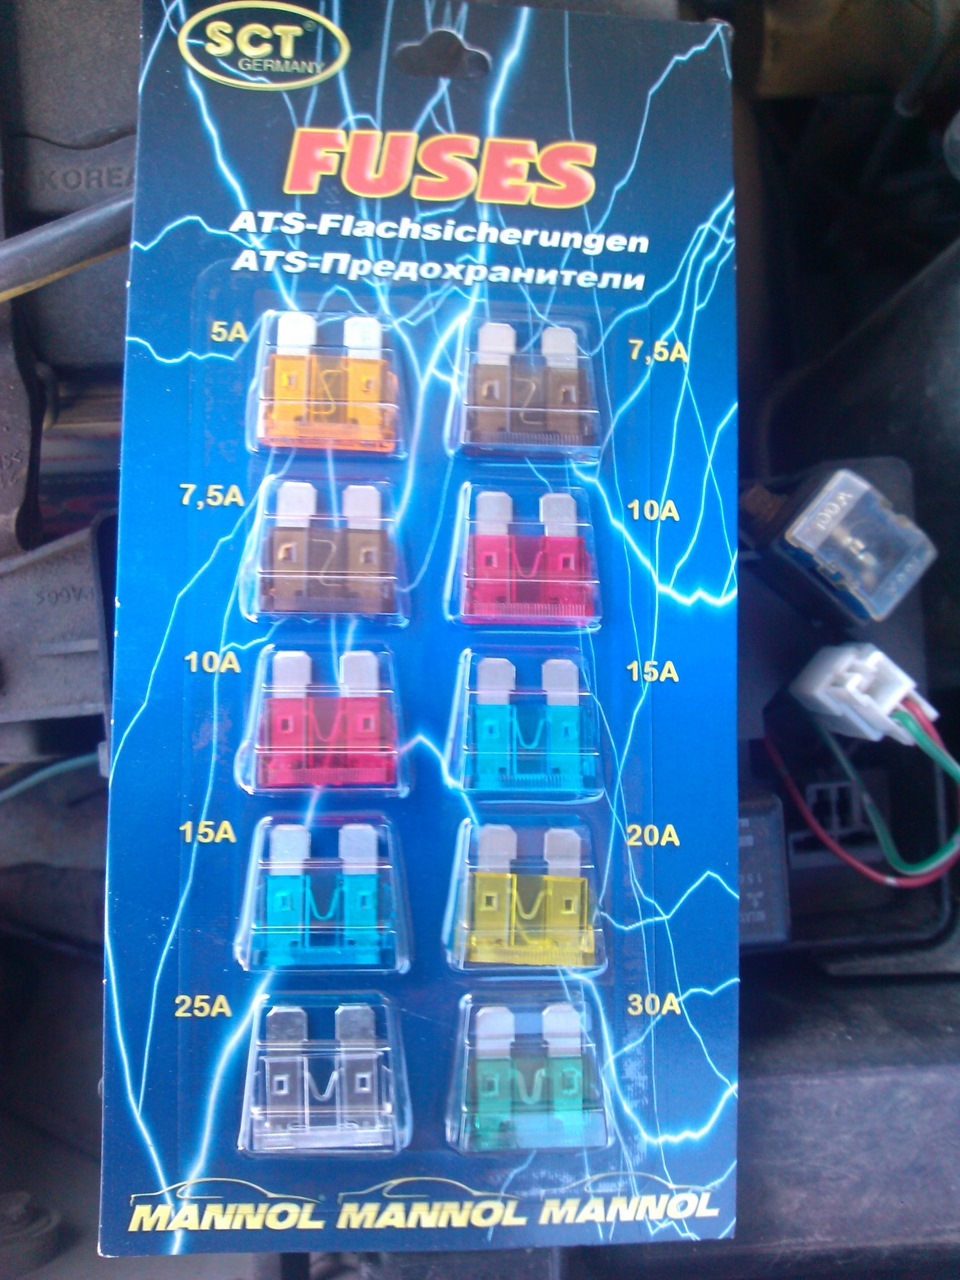 SCT®
GERMANY
KOREA
FUSES
ATS-Flachsicherungen
ATS-Предохранители
5A
7,5A
7,5A
10A
10A
15A
15A
20A
25A
30A
MANNOL® MANNOL MANNOL